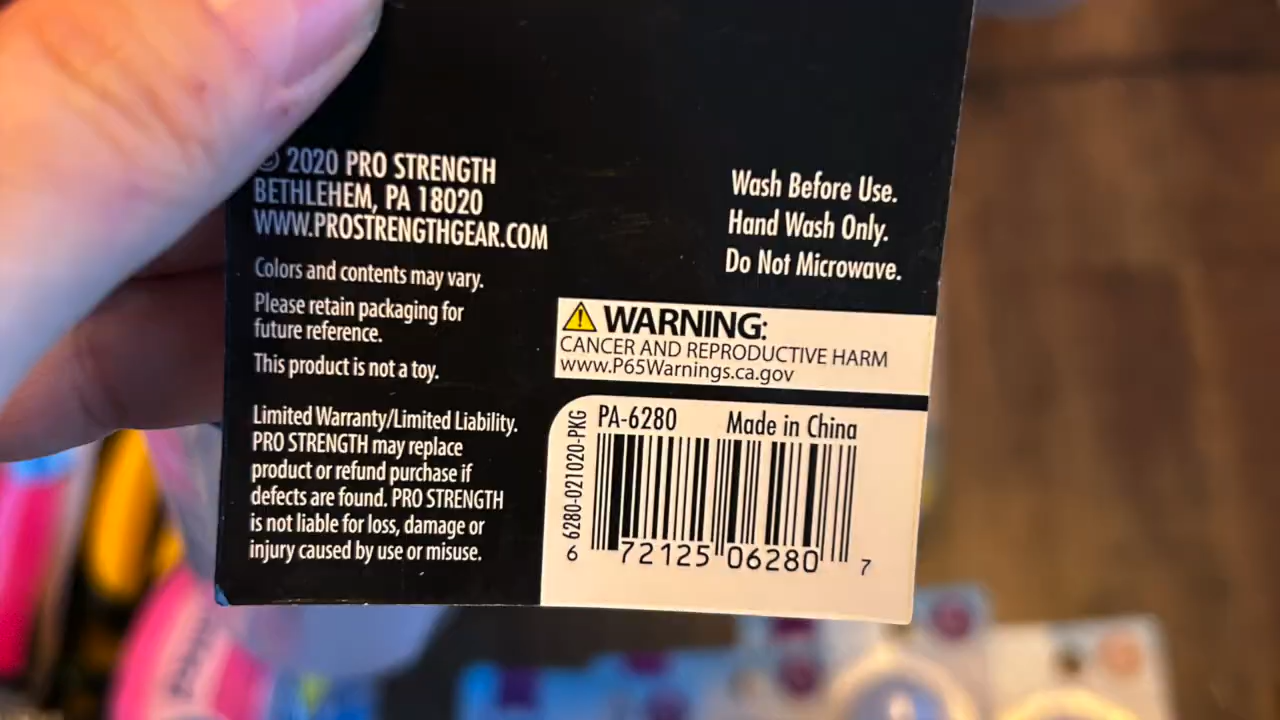 © 2020 PRO STRENGTH
BETHLEHEM, PA 18020
WWW.PROSTRENGTHGEAR.COM
Colors and contents may vary.
Please retain packaging for
future reference.
This product is not a toy.
Limited Warranty/Limited Liability.
PRO STRENGTH may replace
product or refund purchase if
defects are found. PRO STRENGTH
is not liable for loss, damage or
injury caused by use or misuse.
Wash Before Use.
Hand Wash Only.
Do Not Microwave.
WARNING:
CANCER AND REPRODUCTIVE HARM
www.P65Warnings.ca.gov
6280-021020-PKG
PA-6280 Made in China
6 72125 06280 7